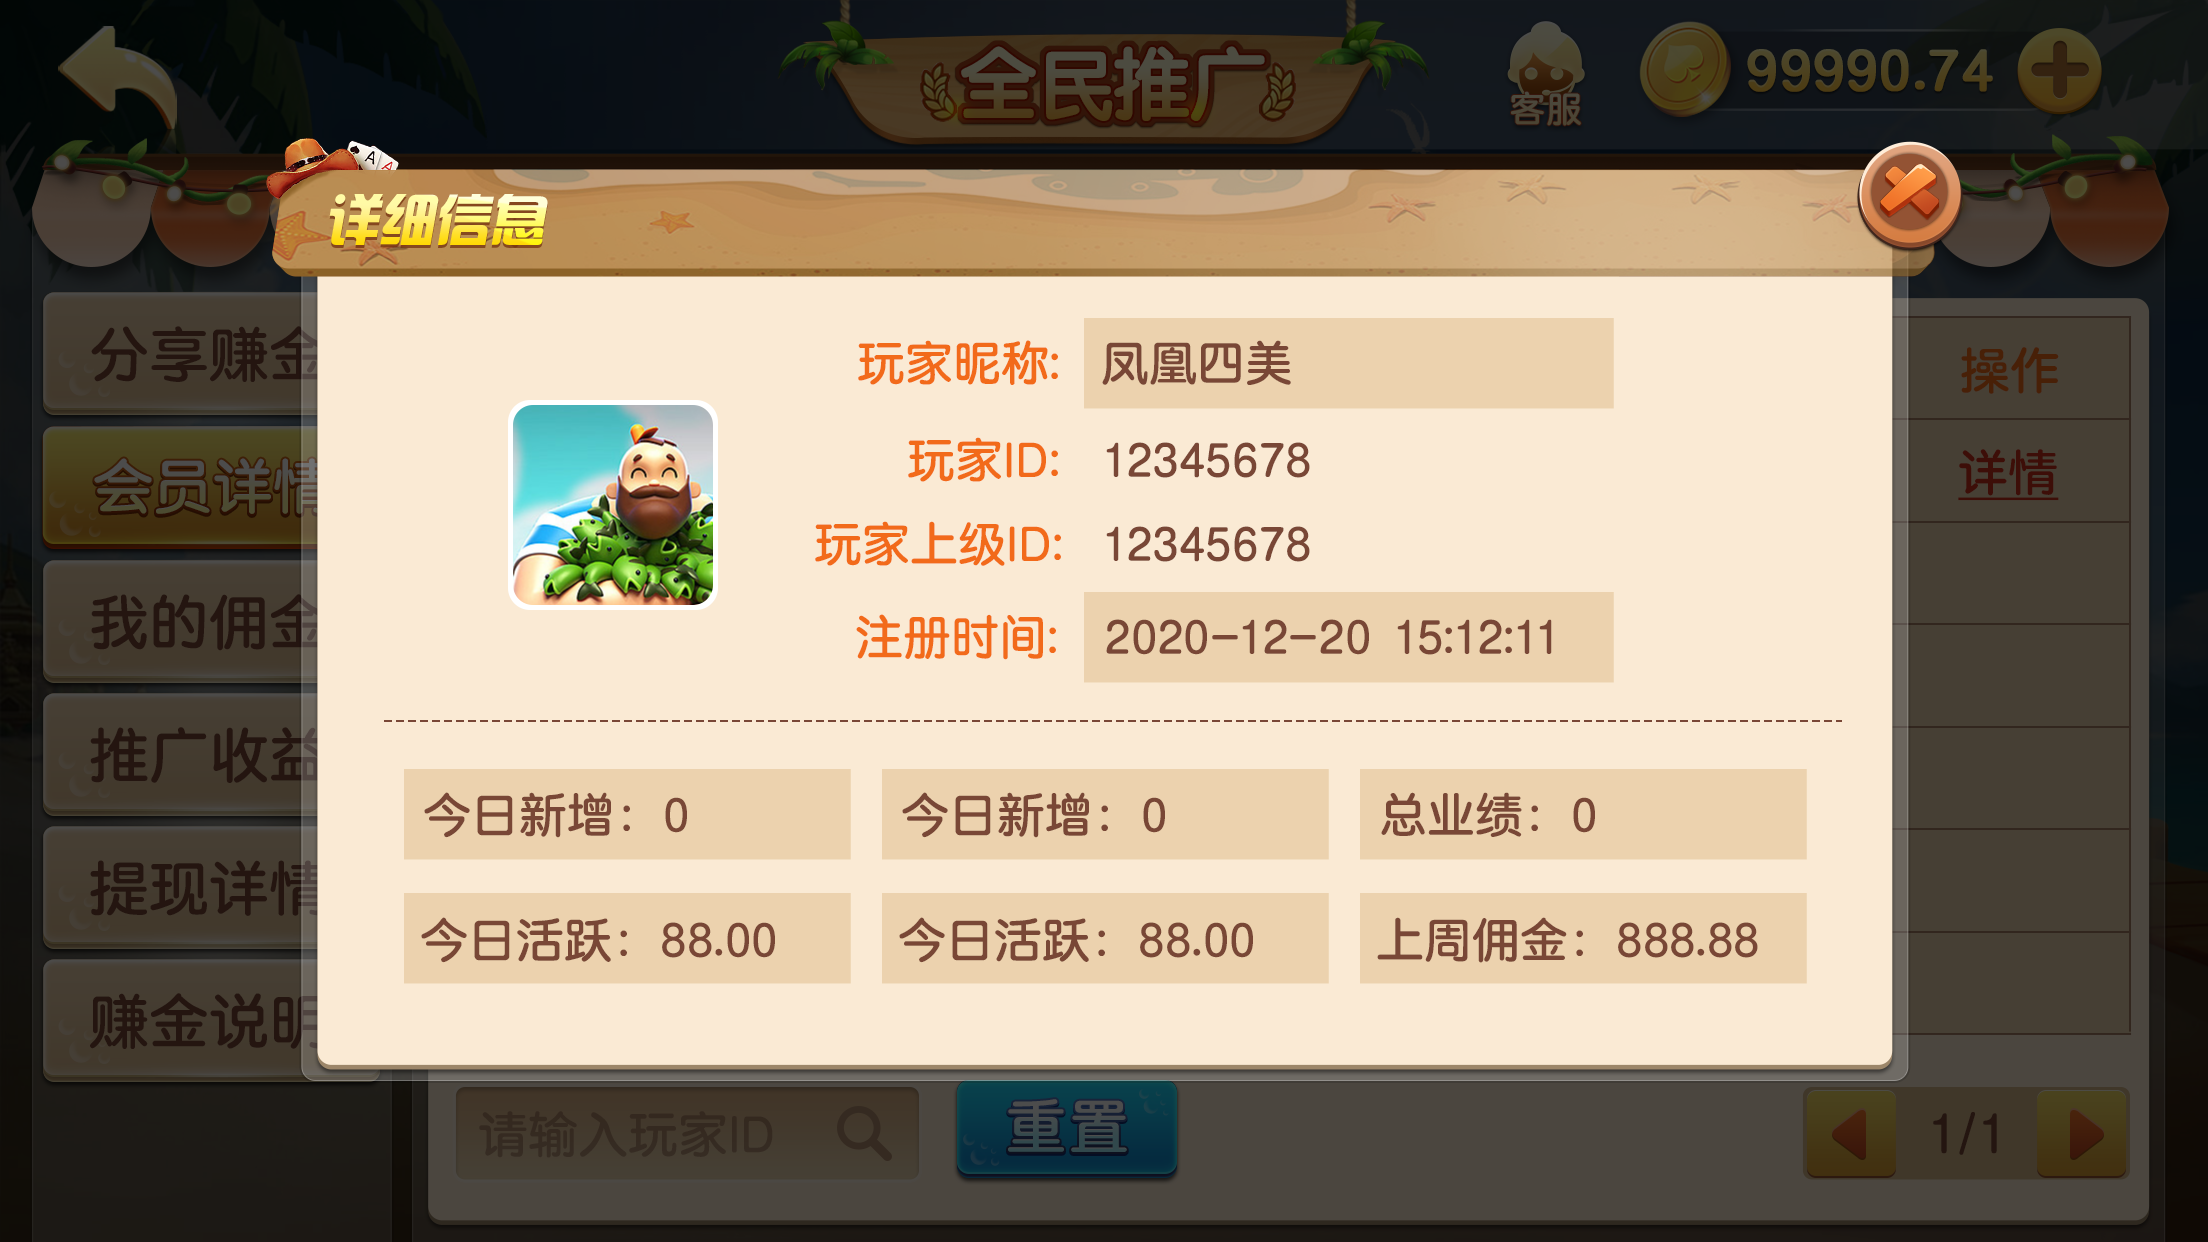 全民推广
客服
99990.74
A
A
详细信息
分享赚金
会员详情
我的佣金
推广收益
提现详情
赚金说明
操作
详情
玩家昵称: 凤凰四美
玩家ID: 12345678
玩家上级ID: 12345678
注册时间: 2020-12-20 15:12:11
今日新增：0
今日新增：0
总业绩：0
今日活跃：88.00
今日活跃：88.00
上周佣金：888.88
请输入玩家ID
重置
1/1